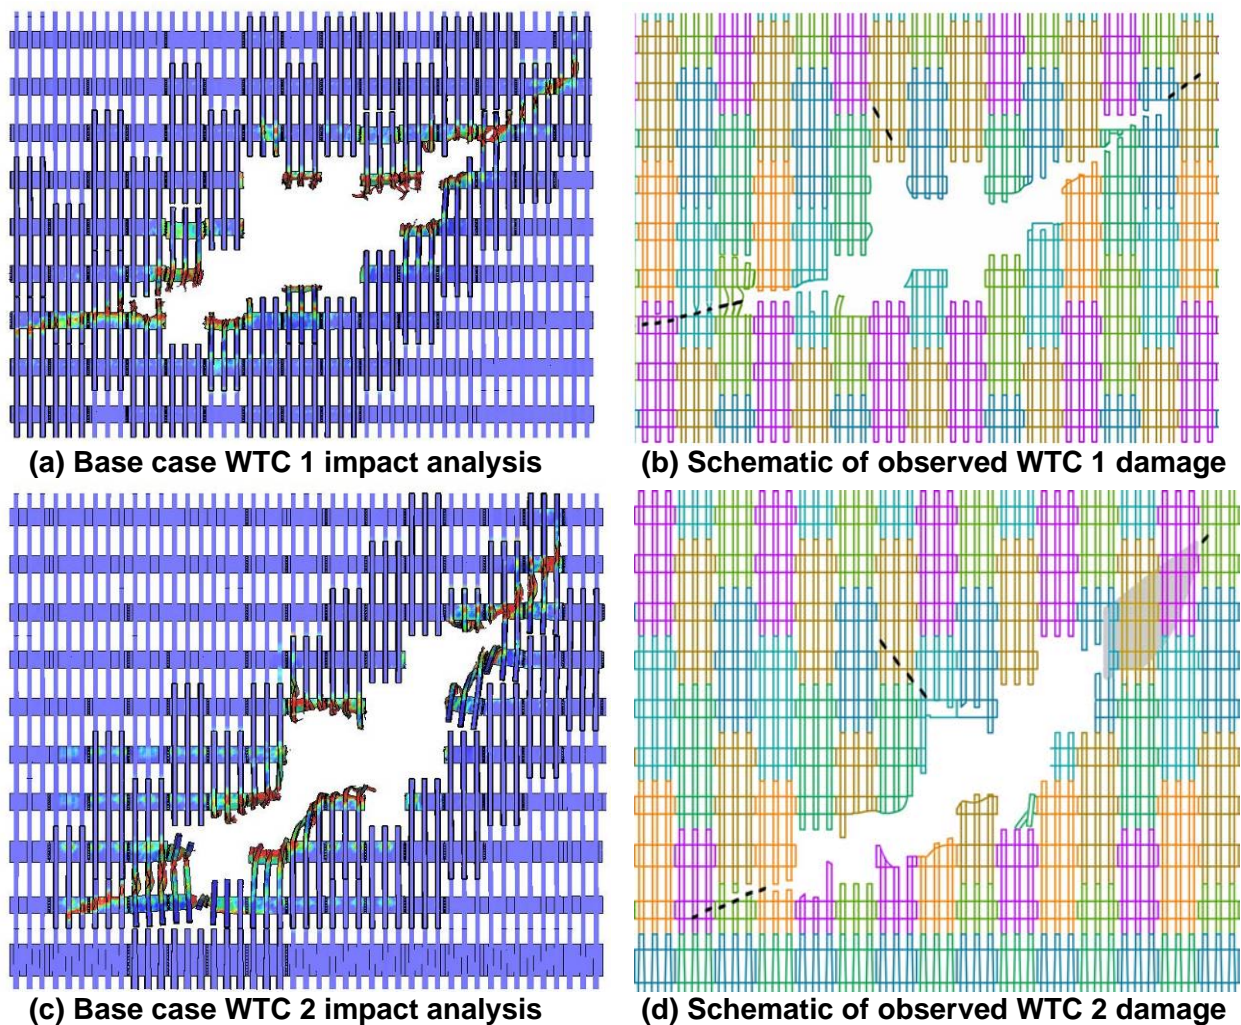 (a) Base case WTC 1 impact analysis
(b) Schematic of observed WTC 1 damage
(c) Base case WTC 2 impact analysis
(d) Schematic of observed WTC 2 damage